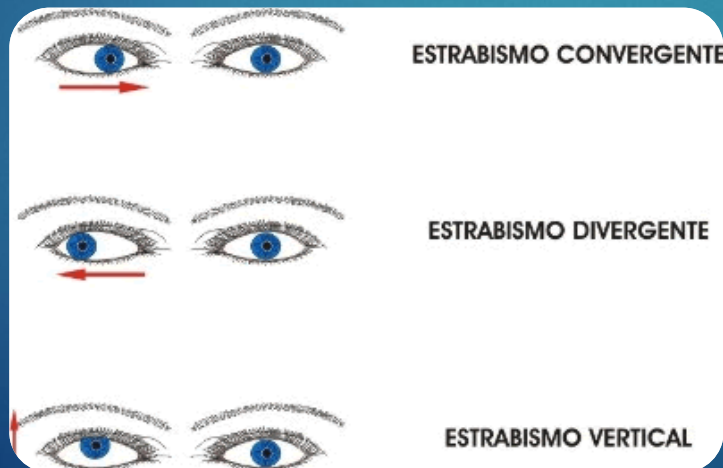 ESTRABISMO CONVERGENTE
ESTRABISMO DIVERGENTE
ESTRABISMO VERTICAL